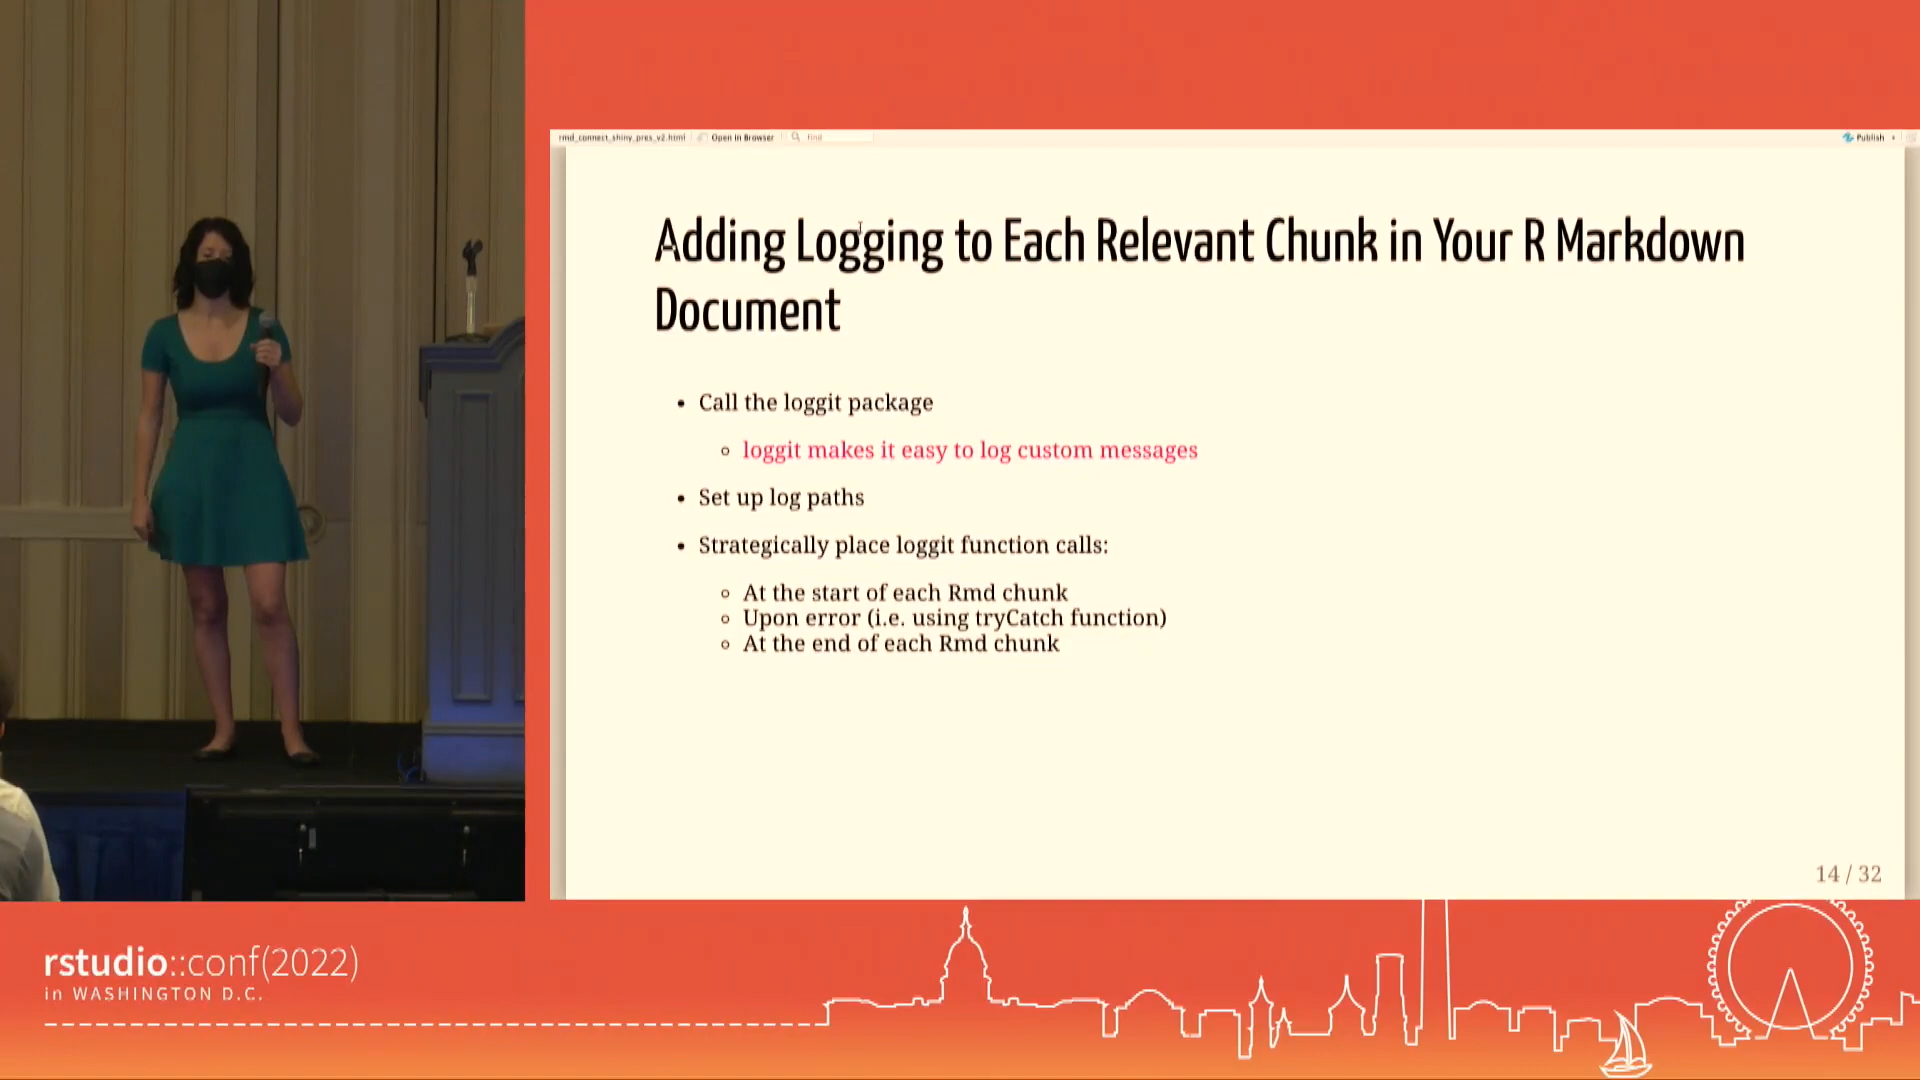 rmd_connect_shiny_pres_v2.html Open in Browser find Publish
Adding Logging to Each Relevant Chunk in Your R Markdown
Document
Call the loggit package
loggit makes it easy to log custom messages
Set up log paths
Strategically place loggit function calls:
At the start of each Rmd chunk
Upon error (i.e. using tryCatch function)
At the end of each Rmd chunk
14 / 32
rstudio::conf(2022)
in WASHINGTON D.C.